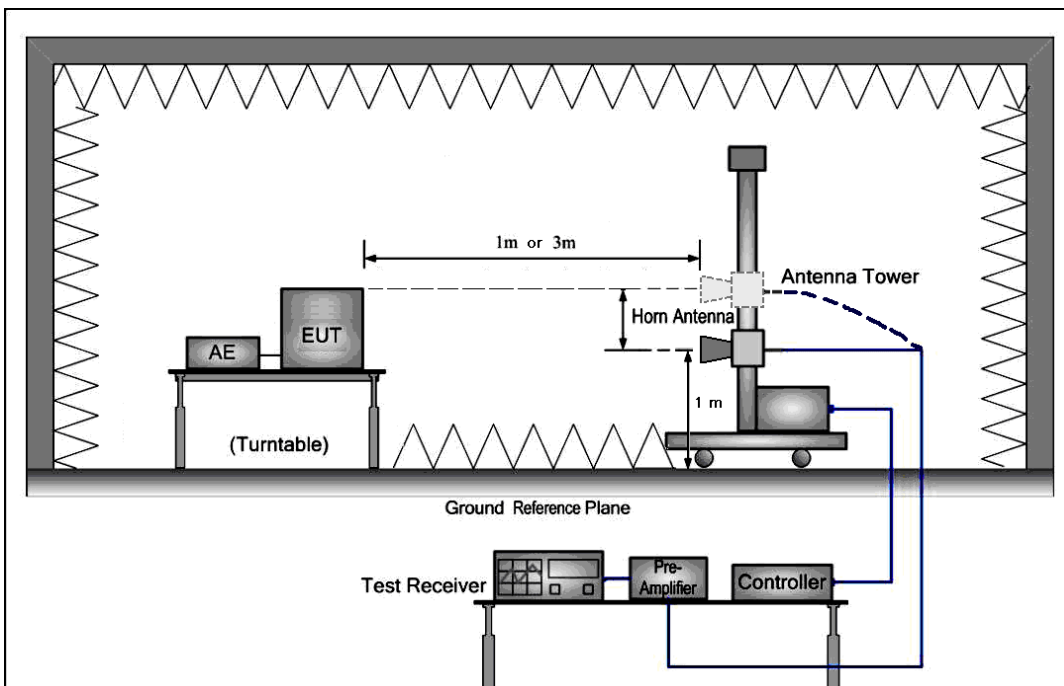 1m or 3m
Antenna Tower
Horn Antenna
EUT
AE
1 m
(Turntable)
Ground Reference Plane
Test Receiver
Pre-
Amplifier
Controller